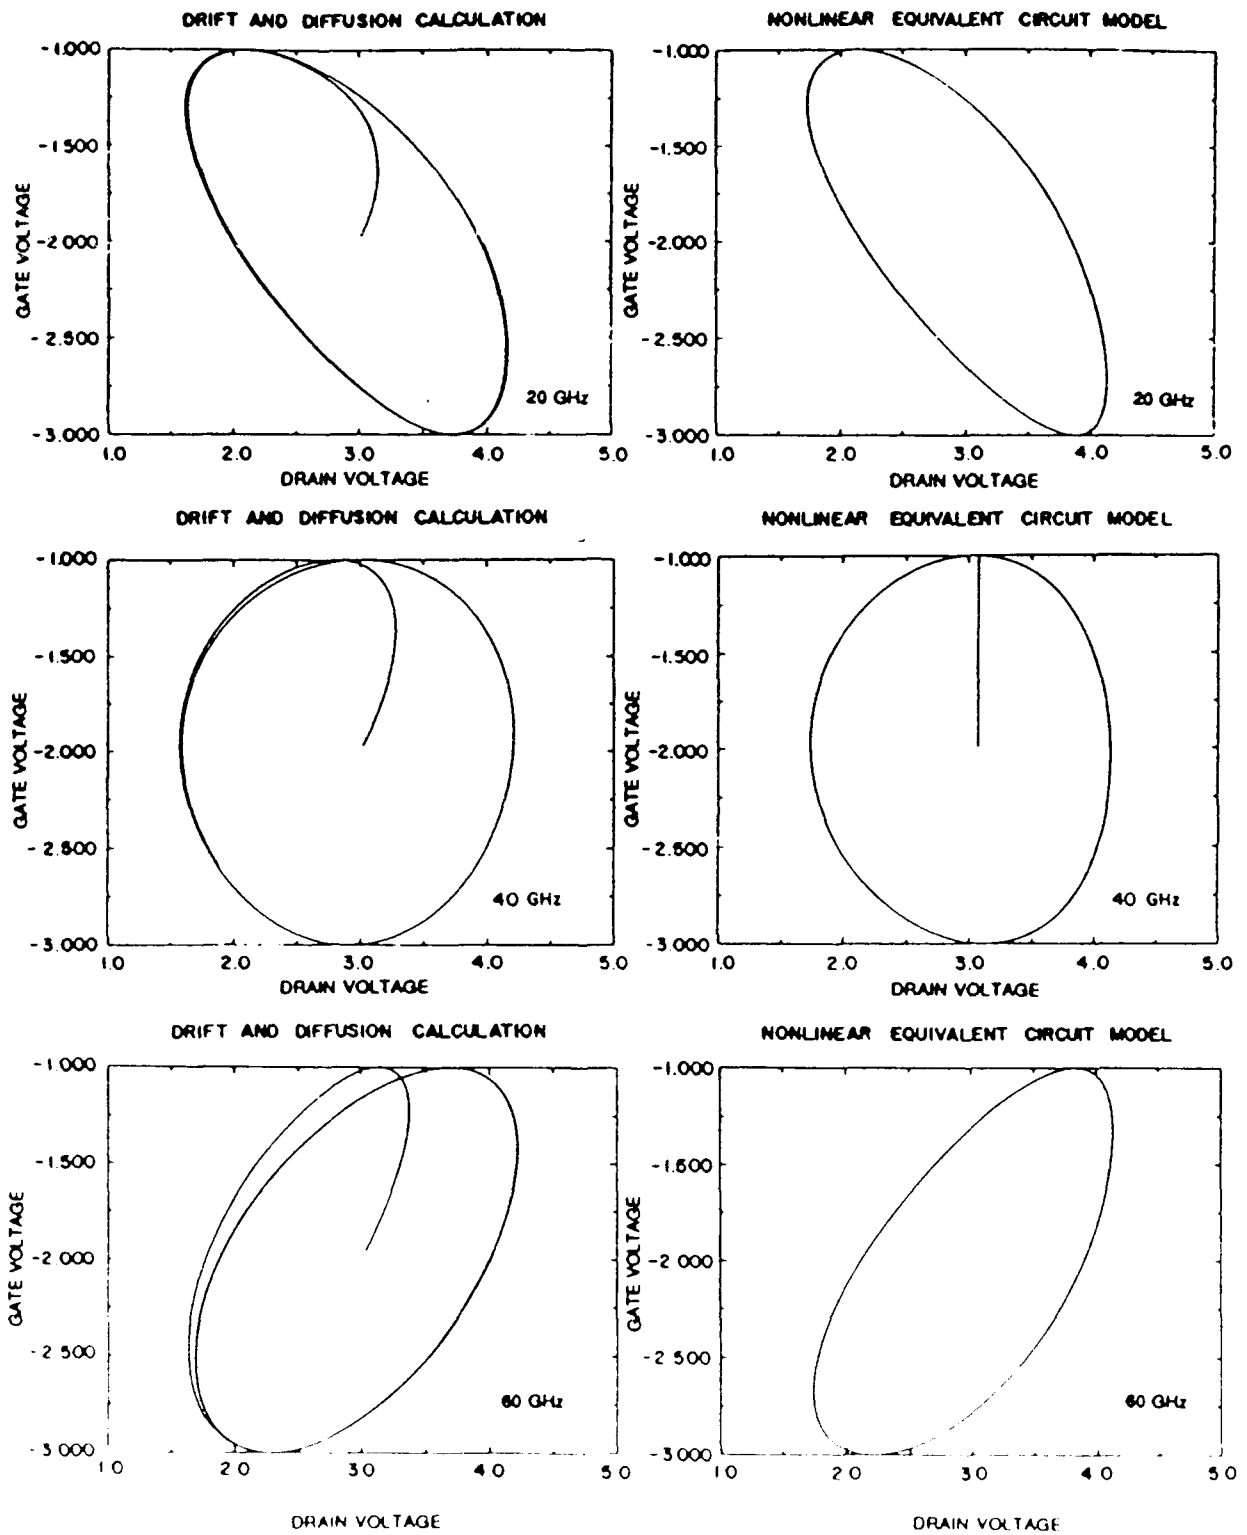 DRIFT AND DIFFUSION CALCULATION
-1.000
-1.500
-2.000
-2.500
-3.000
GATE VOLTAGE
20 GHz
1.0 2.0 3.0 4.0 5.0
DRAIN VOLTAGE
NONLINEAR EQUIVALENT CIRCUIT MODEL
-1.000
-1.500
-2.000
-2.500
-3.000
GATE VOLTAGE
20 GHz
1.0 2.0 3.0 4.0 5.0
DRAIN VOLTAGE
DRIFT AND DIFFUSION CALCULATION
-1.000
-1.500
-2.000
-2.500
-3.000
GATE VOLTAGE
40 GHz
1.0 2.0 3.0 4.0 5.0
DRAIN VOLTAGE
NONLINEAR EQUIVALENT CIRCUIT MODEL
-1.000
-1.500
-2.000
-2.500
-3.000
GATE VOLTAGE
40 GHz
1.0 2.0 3.0 4.0 5.0
DRAIN VOLTAGE
DRIFT AND DIFFUSION CALCULATION
-1.000
-1.500
-2 000
-2 500
-3 000
GATE VOLTAGE
60 GHz
1.0 2.0 3.0 4.0 5.0
DRAIN VOLTAGE
NONLINEAR EQUIVALENT CIRCUIT MODEL
-1.000
-1.500
-2 000
-2 500
-3 000
GATE VOLTAGE
60 GHz
1.0 2.0 3.0 4.0 5.0
DRAIN VOLTAGE